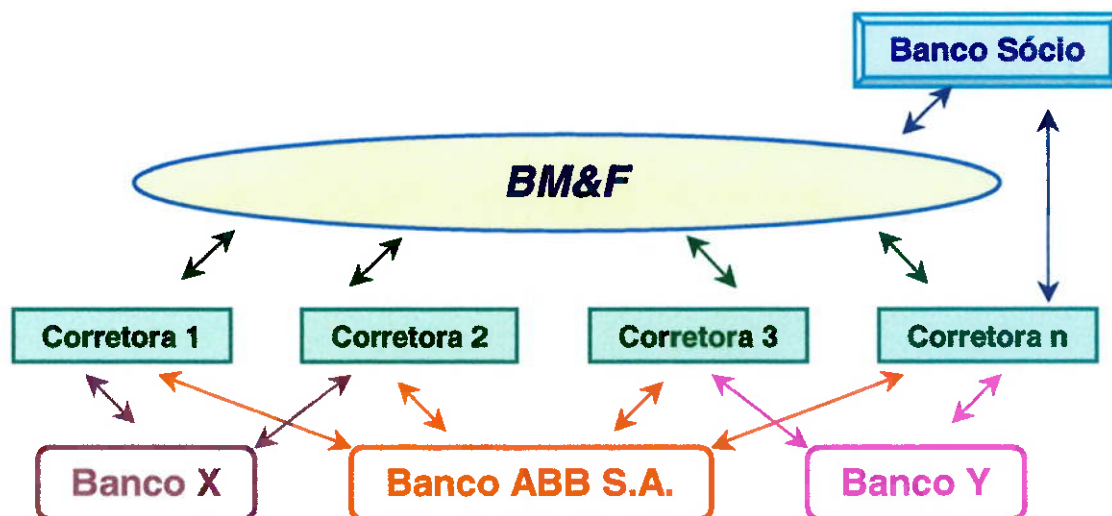 Banco Sócio
BM&F
Corretora 1
Corretora 2
Corretora 3
Corretora n
Banco X
Banco ABB S.A.
Banco Y